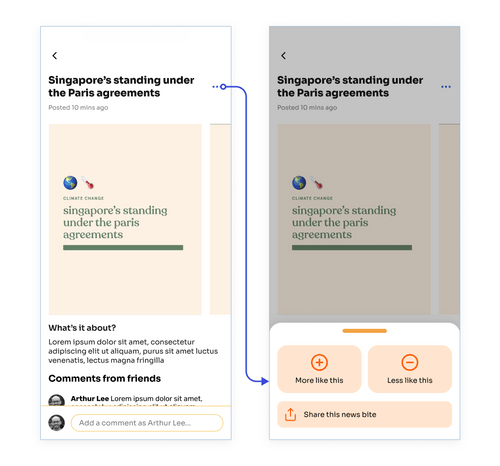 Singapore's standing under
the Paris agreements
Posted 10 mins ago
CLIMATE CHANGE
singapore's standing
under the paris
agreements
What's it about?
Lorem ipsum dolor sit amet, consectetur
adipiscing elit ut aliquam, purus sit amet luctus
venenatis, lectus magna fringilla
Comments from friends
Arthur Lee Lorem ipsum dolor sit amet,
Add a comment as Arthur Lee...
Singapore's standing under
the Paris agreements
Posted 10 mins ago
CLIMATE CHANGE
singapore's standing
under the paris
agreements
More like this
Less like this
Share this news bite